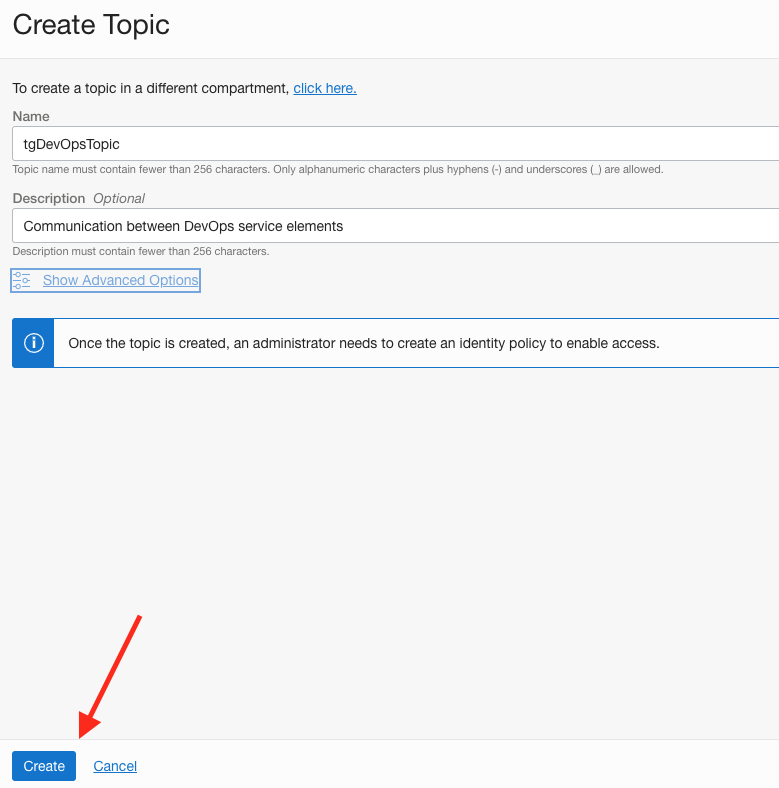 Create Topic
To create a topic in a different compartment, click here.
Name
tgDevOpsTopic
Topic name must contain fewer than 256 characters. Only alphanumeric characters plus hyphens (-) and underscores (_) are allowed.
Description Optional
Communication between DevOps service elements
Description must contain fewer than 256 characters.
Show Advanced Options
Once the topic is created, an administrator needs to create an identity policy to enable access.
Create Cancel